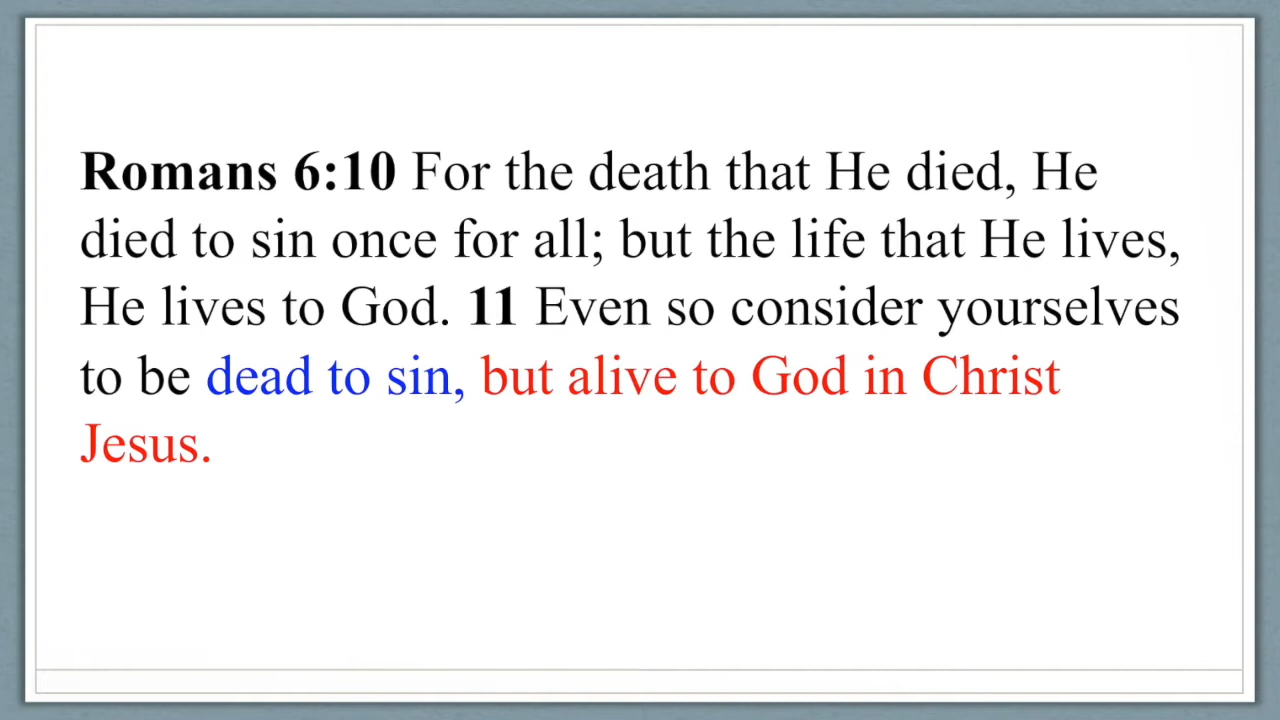 Romans 6:10 For the death that He died, He
died to sin once for all; but the life that He lives,
He lives to God. 11 Even so consider yourselves
to be dead to sin, but alive to God in Christ
Jesus.